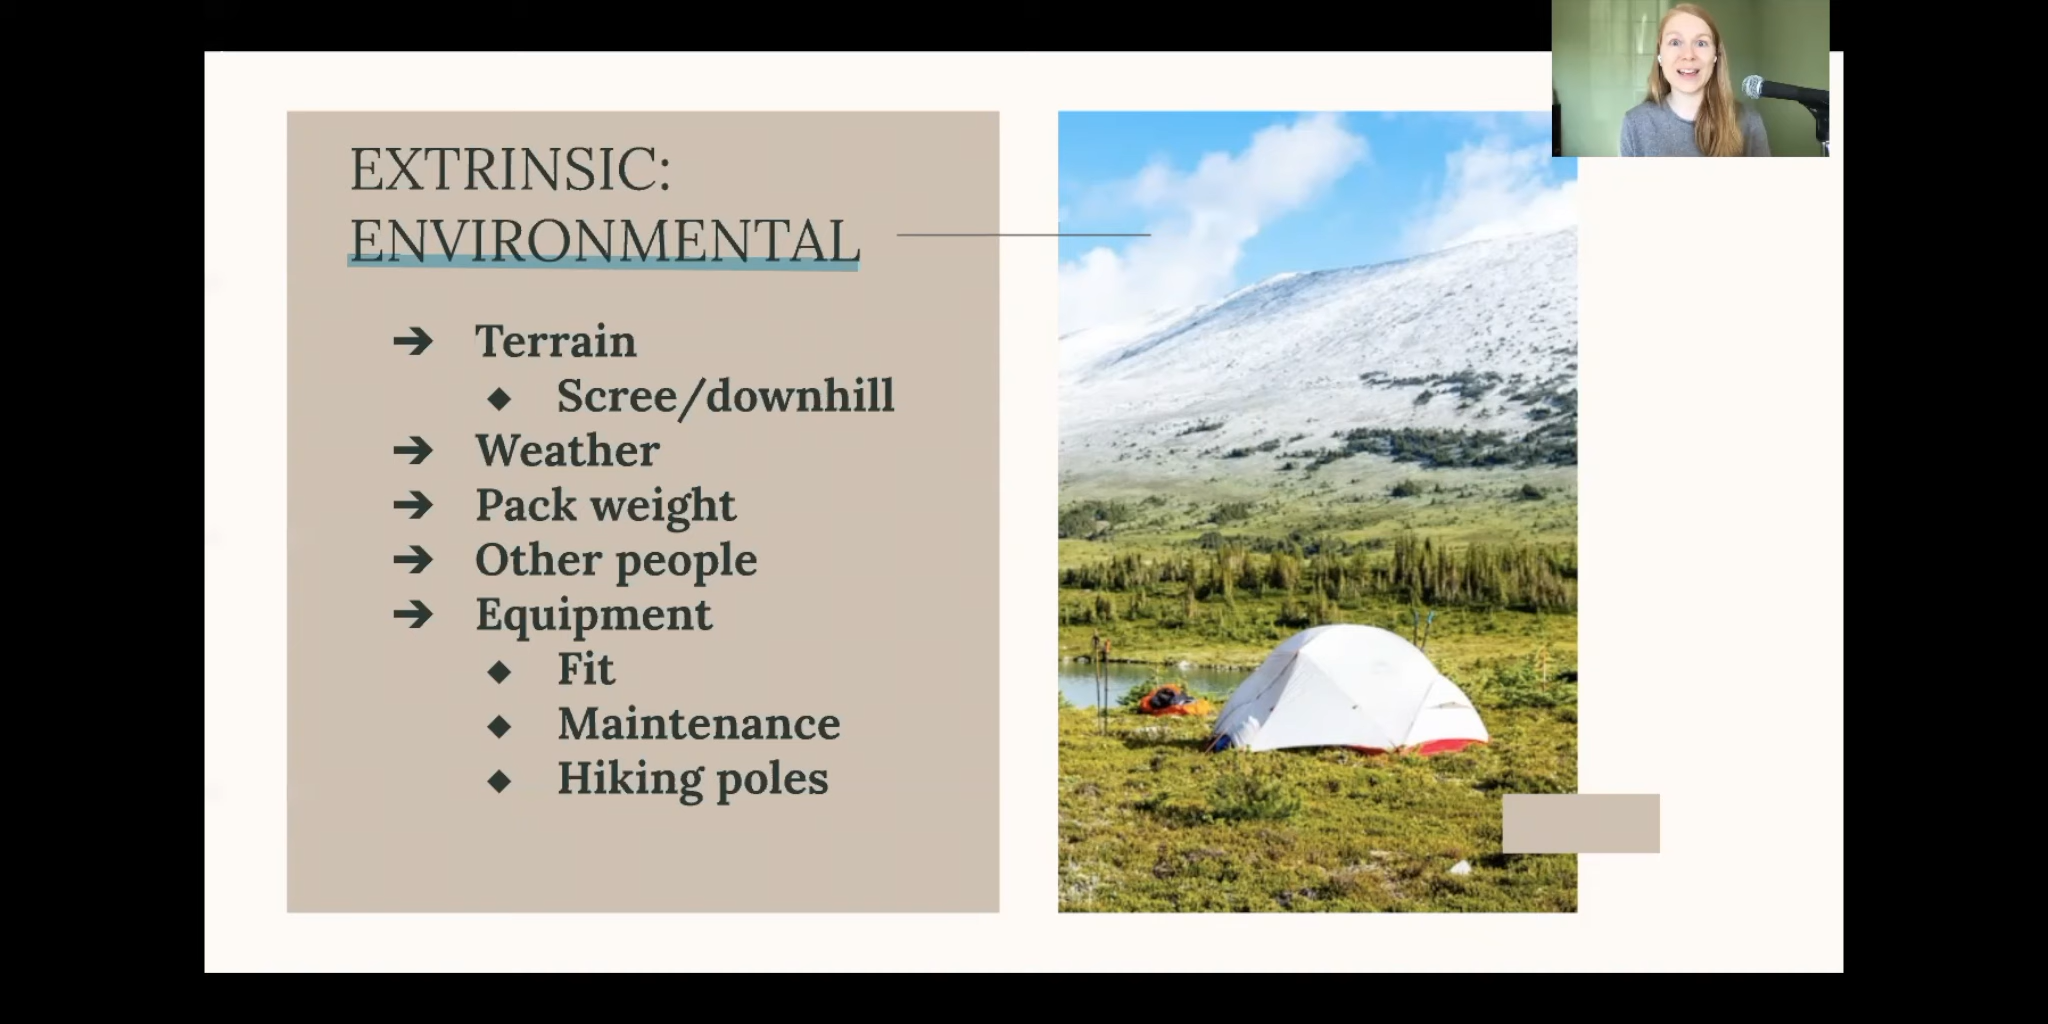 EXTRINSIC:
ENVIRONMENTAL
➔ Terrain
◆ Scree/downhill
➔ Weather
➔ Pack weight
➔ Other people
➔ Equipment
◆ Fit
◆ Maintenance
◆ Hiking poles